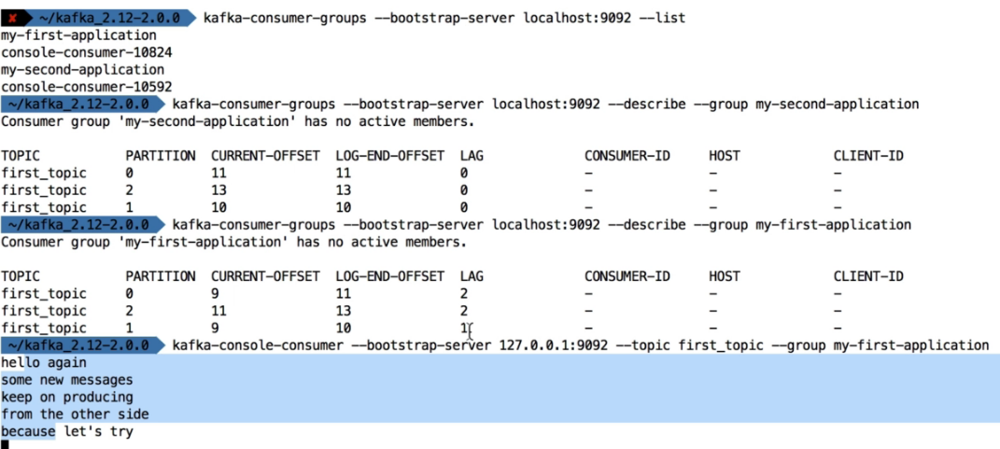 ✘ ~/kafka_2.12-2.0.0 kafka-consumer-groups --bootstrap-server localhost:9092 --list
my-first-application
console-consumer-10824
my-second-application
console-consumer-10592
~/kafka_2.12-2.0.0 kafka-consumer-groups --bootstrap-server localhost:9092 --describe --group my-second-application
Consumer group 'my-second-application' has no active members.
TOPIC PARTITION CURRENT-OFFSET LOG-END-OFFSET LAG CONSUMER-ID HOST CLIENT-ID
first_topic 0 11 11 0 - - -
first_topic 2 13 13 0 - - -
first_topic 1 10 10 0 - - -
~/kafka_2.12-2.0.0 kafka-consumer-groups --bootstrap-server localhost:9092 --describe --group my-first-application
Consumer group 'my-first-application' has no active members.
TOPIC PARTITION CURRENT-OFFSET LOG-END-OFFSET LAG CONSUMER-ID HOST CLIENT-ID
first_topic 0 9 11 2 - - -
first_topic 2 11 13 2 - - -
first_topic 1 9 10 1 - - -
~/kafka_2.12-2.0.0 kafka-console-consumer --bootstrap-server 127.0.0.1:9092 --topic first_topic --group my-first-application
hello again
some new messages
keep on producing
from the other side
because let's try